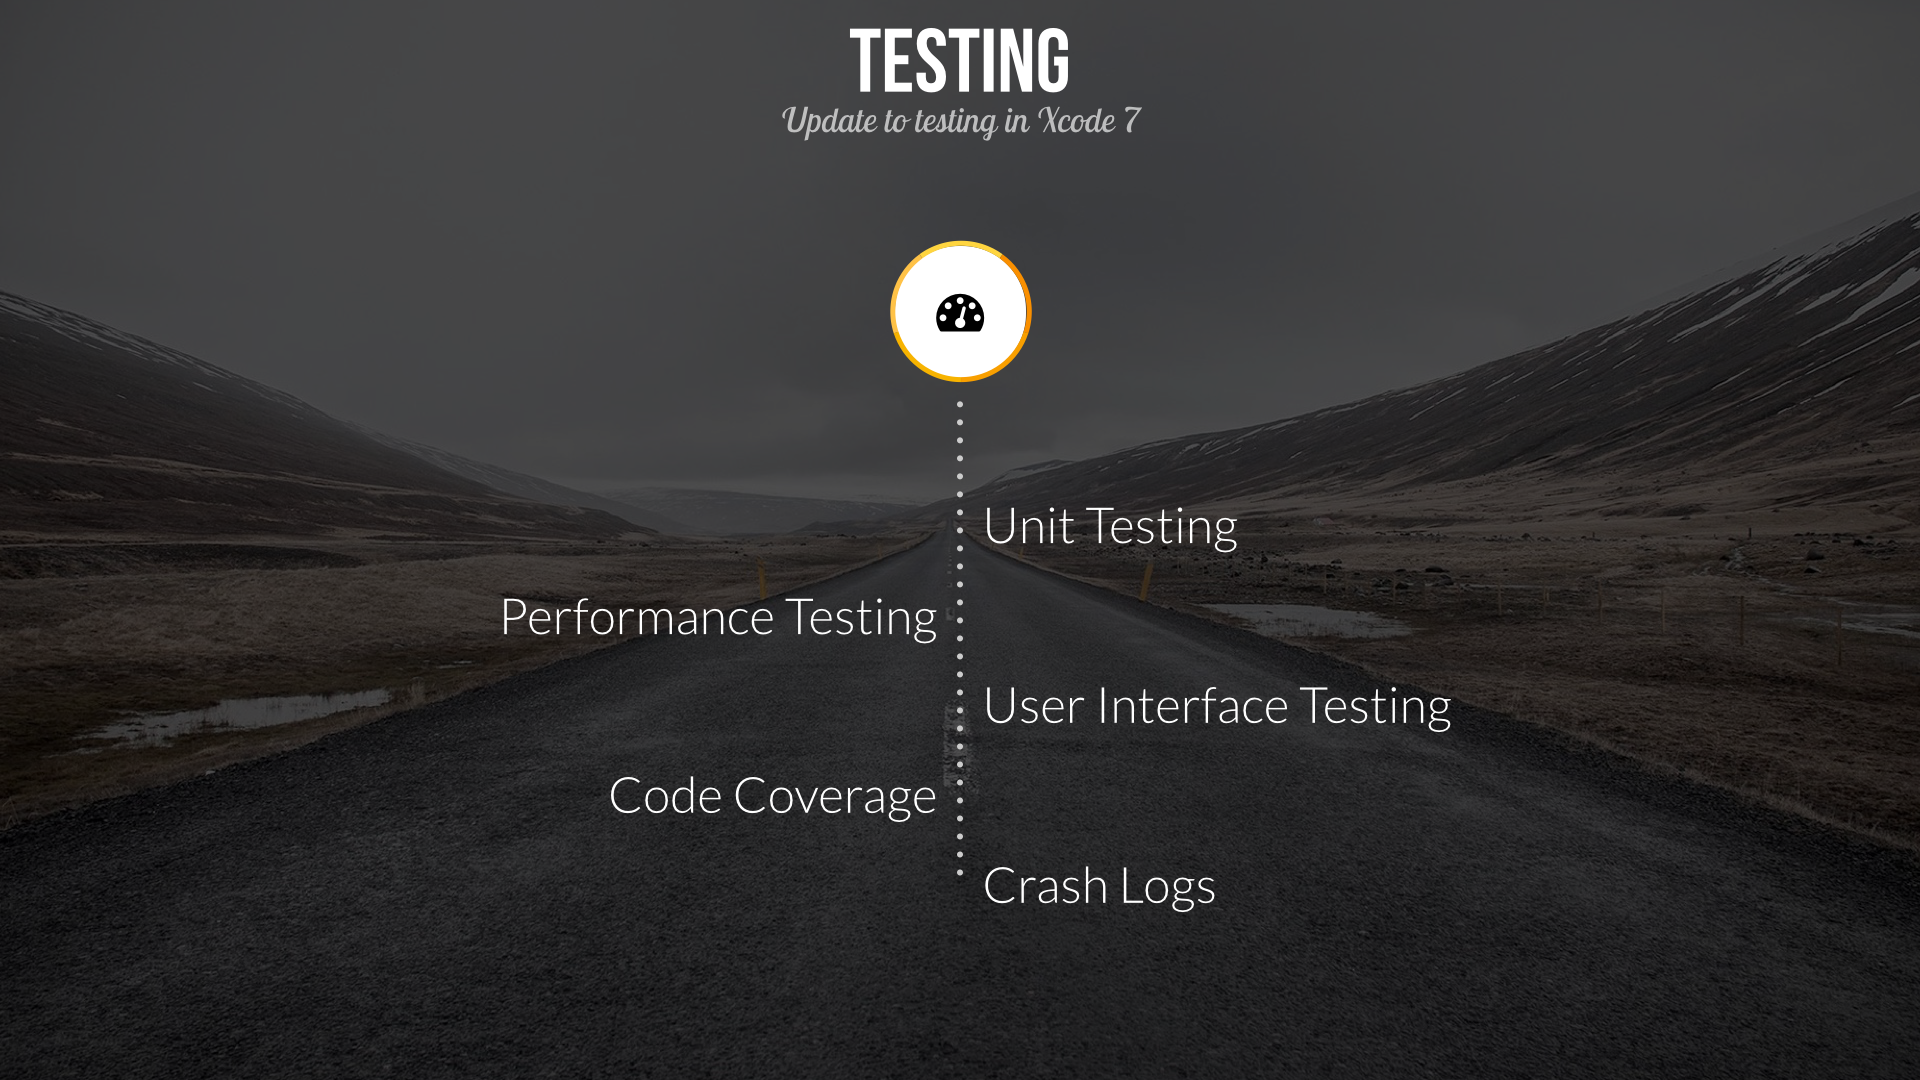 TESTING
Update to testing in Xcode 7
Unit Testing
Performance Testing
User Interface Testing
Code Coverage
Crash Logs